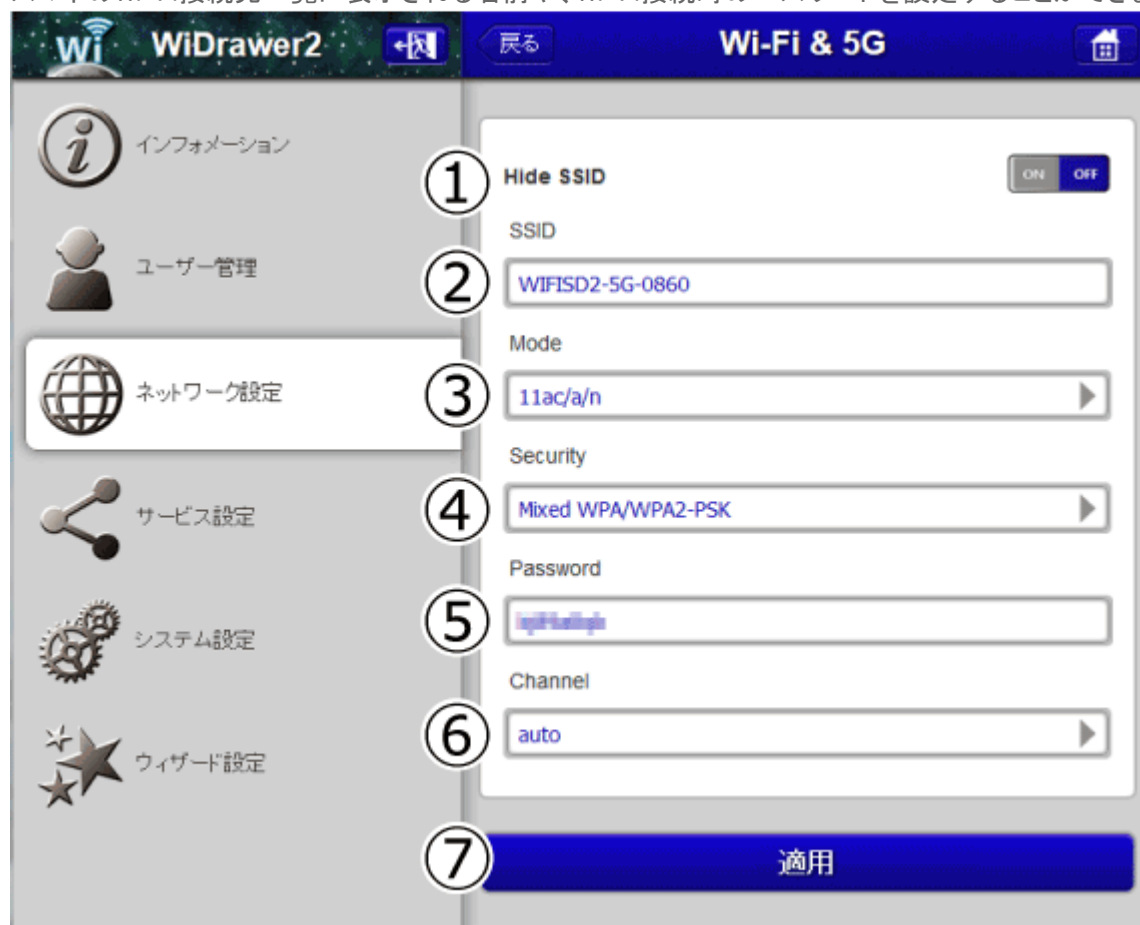 Wi WiDrawer2
戻る Wi-Fi & 5G
インフォメーション
ユーザー管理
ネットワーク設定
サービス設定
システム設定
ウィザード設定
① Hide SSID ON OFF
SSID
② WIFISD2-5G-0860
Mode
③ 11ac/a/n
Security
④ Mixed WPA/WPA2-PSK
Password
⑤
Channel
⑥ auto
⑦ 適用